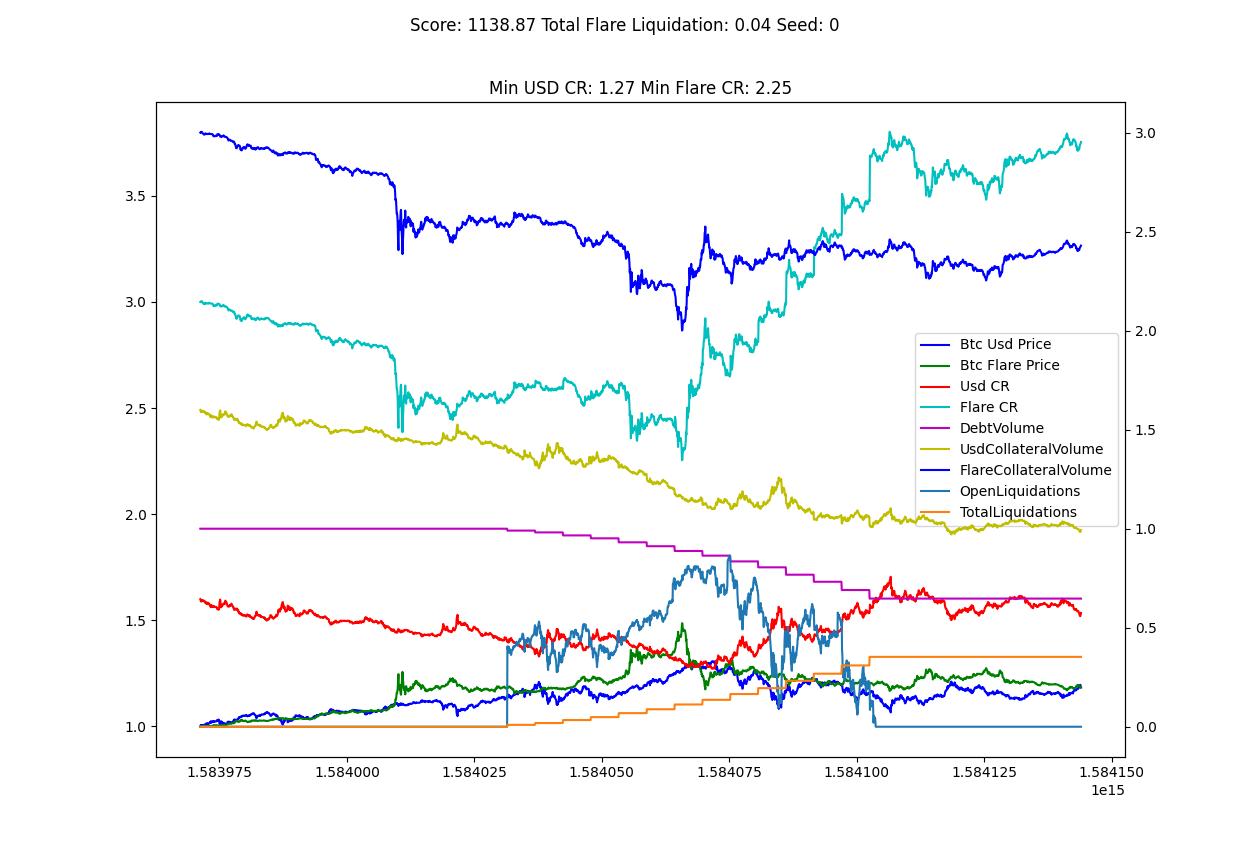 Score: 1138.87 Total Flare Liquidation: 0.04 Seed: 0
Min USD CR: 1.27 Min Flare CR: 2.25
3.5
3.0
2.5
2.0
1.5
1.0
3.0
2.5
2.0
1.5
1.0
0.5
0.0
Btc Usd Price
Btc Flare Price
Usd CR
Flare CR
DebtVolume
UsdCollateralVolume
FlareCollateralVolume
OpenLiquidations
TotalLiquidations
1.583975 1.584000 1.584025 1.584050 1.584075 1.584100 1.584125 1.584150
1e15